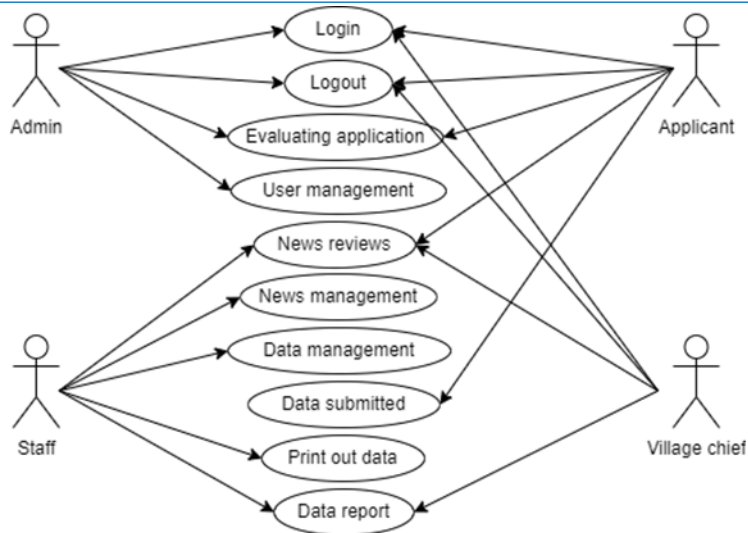 Login
Logout
Admin
Applicant
Evaluating application
User management
News reviews
News management
Data management
Data submitted
Staff
Village chief
Print out data
Data report